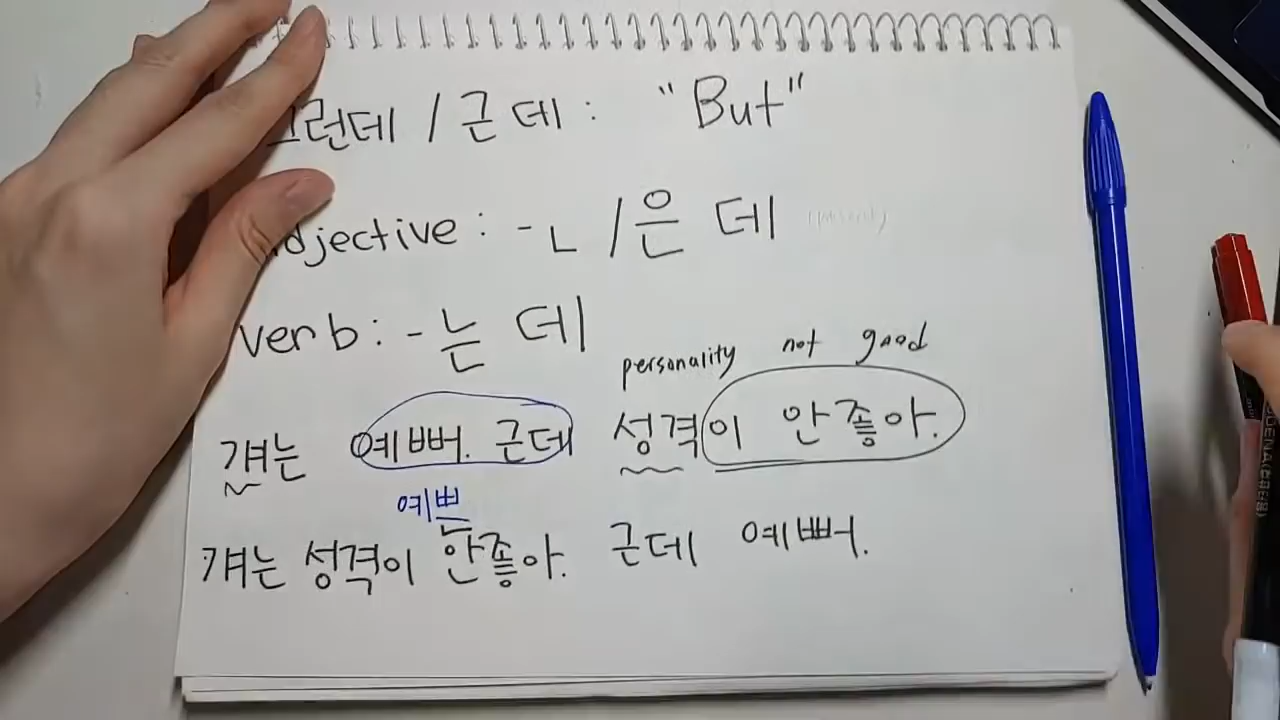 그런데 / 근데 : "But"
adjective : -ㄴ /은 데
verb : -는 데
personality not good
걔는 예뻐. 근데 성격이 안좋아.
예쁜
걔는 성격이 안좋아. 근데 예뻐.